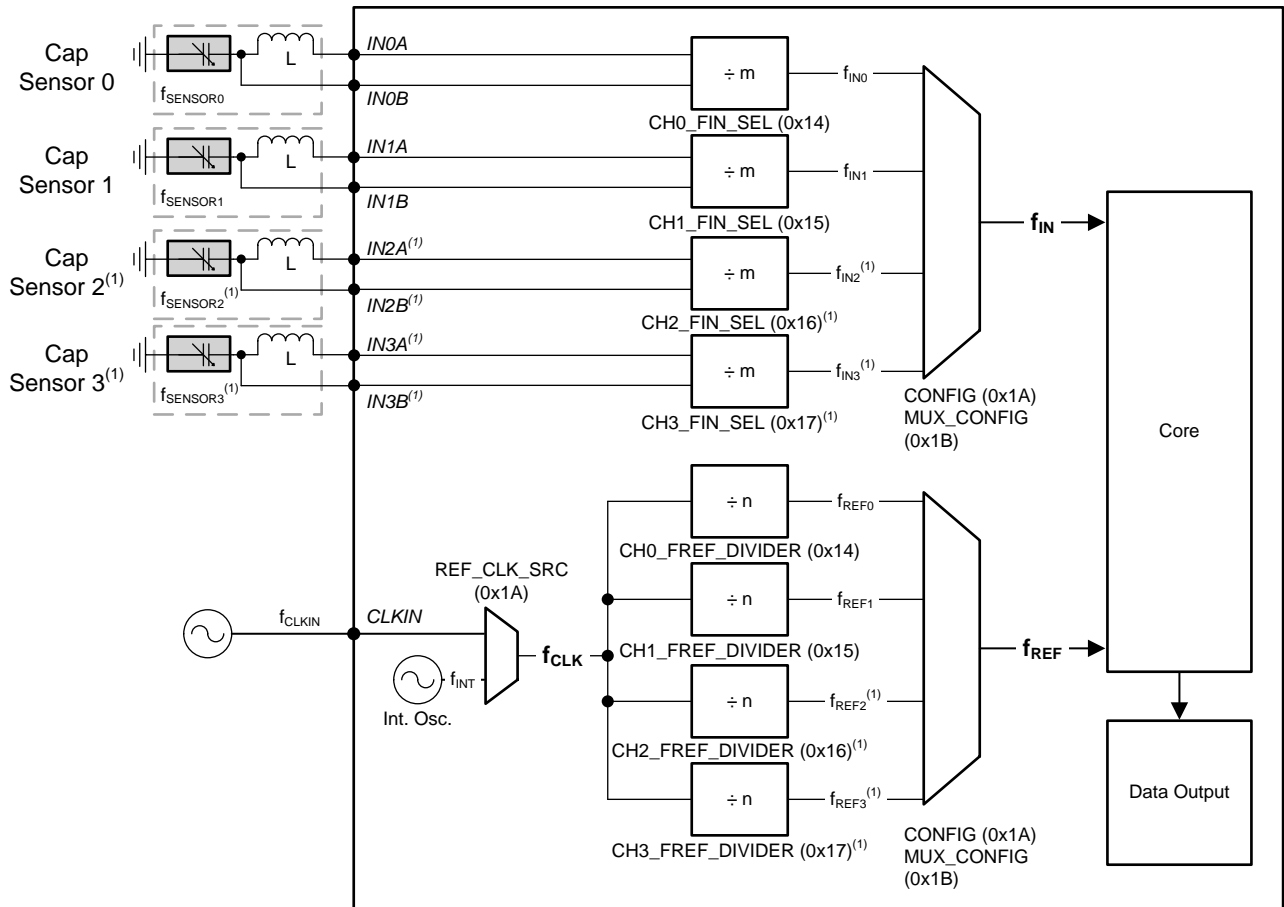 Cap
Sensor 0
L
fSENSOR0
IN0A
IN0B
÷ m
fIN0
CH0_FIN_SEL (0x14)
Cap
Sensor 1
L
fSENSOR1
IN1A
IN1B
÷ m
fIN1
CH1_FIN_SEL (0x15)
Cap
Sensor 2(1)
L
fSENSOR2(1)
IN2A(1)
IN2B(1)
÷ m
fIN2(1)
CH2_FIN_SEL (0x16)(1)
Cap
Sensor 3(1)
L
fSENSOR3(1)
IN3A(1)
IN3B(1)
÷ m
fIN3(1)
CH3_FIN_SEL (0x17)(1)
CONFIG (0x1A)
MUX_CONFIG
(0x1B)
fIN
Core
fCLKIN
CLKIN
REF_CLK_SRC
(0x1A)
fINT
Int. Osc.
fCLK
÷ n
fREF0
CH0_FREF_DIVIDER (0x14)
÷ n
fREF1
CH1_FREF_DIVIDER (0x15)
÷ n
fREF2(1)
CH2_FREF_DIVIDER (0x16)(1)
÷ n
fREF3(1)
CH3_FREF_DIVIDER (0x17)(1)
CONFIG (0x1A)
MUX_CONFIG
(0x1B)
fREF
Data Output